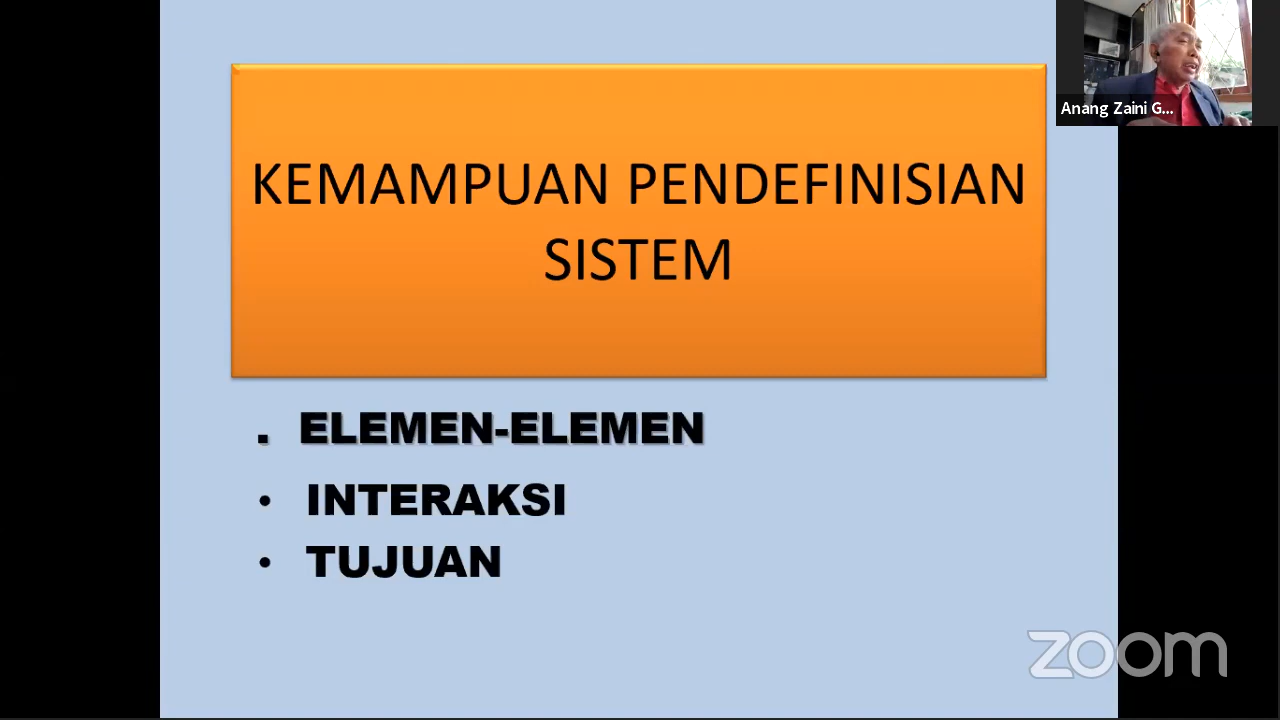 KEMAMPUAN PENDEFINISIAN
SISTEM
. ELEMEN-ELEMEN
• INTERAKSI
• TUJUAN
Anang Zaini G...
zoom